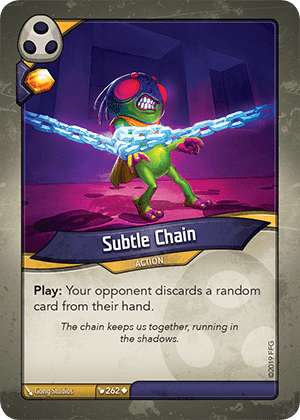 Subtle Chain
ACTION
Play: Your opponent discards a random
card from their hand.
The chain keeps us together, running in
the shadows.
Gong Studios
262
©2019 FFG